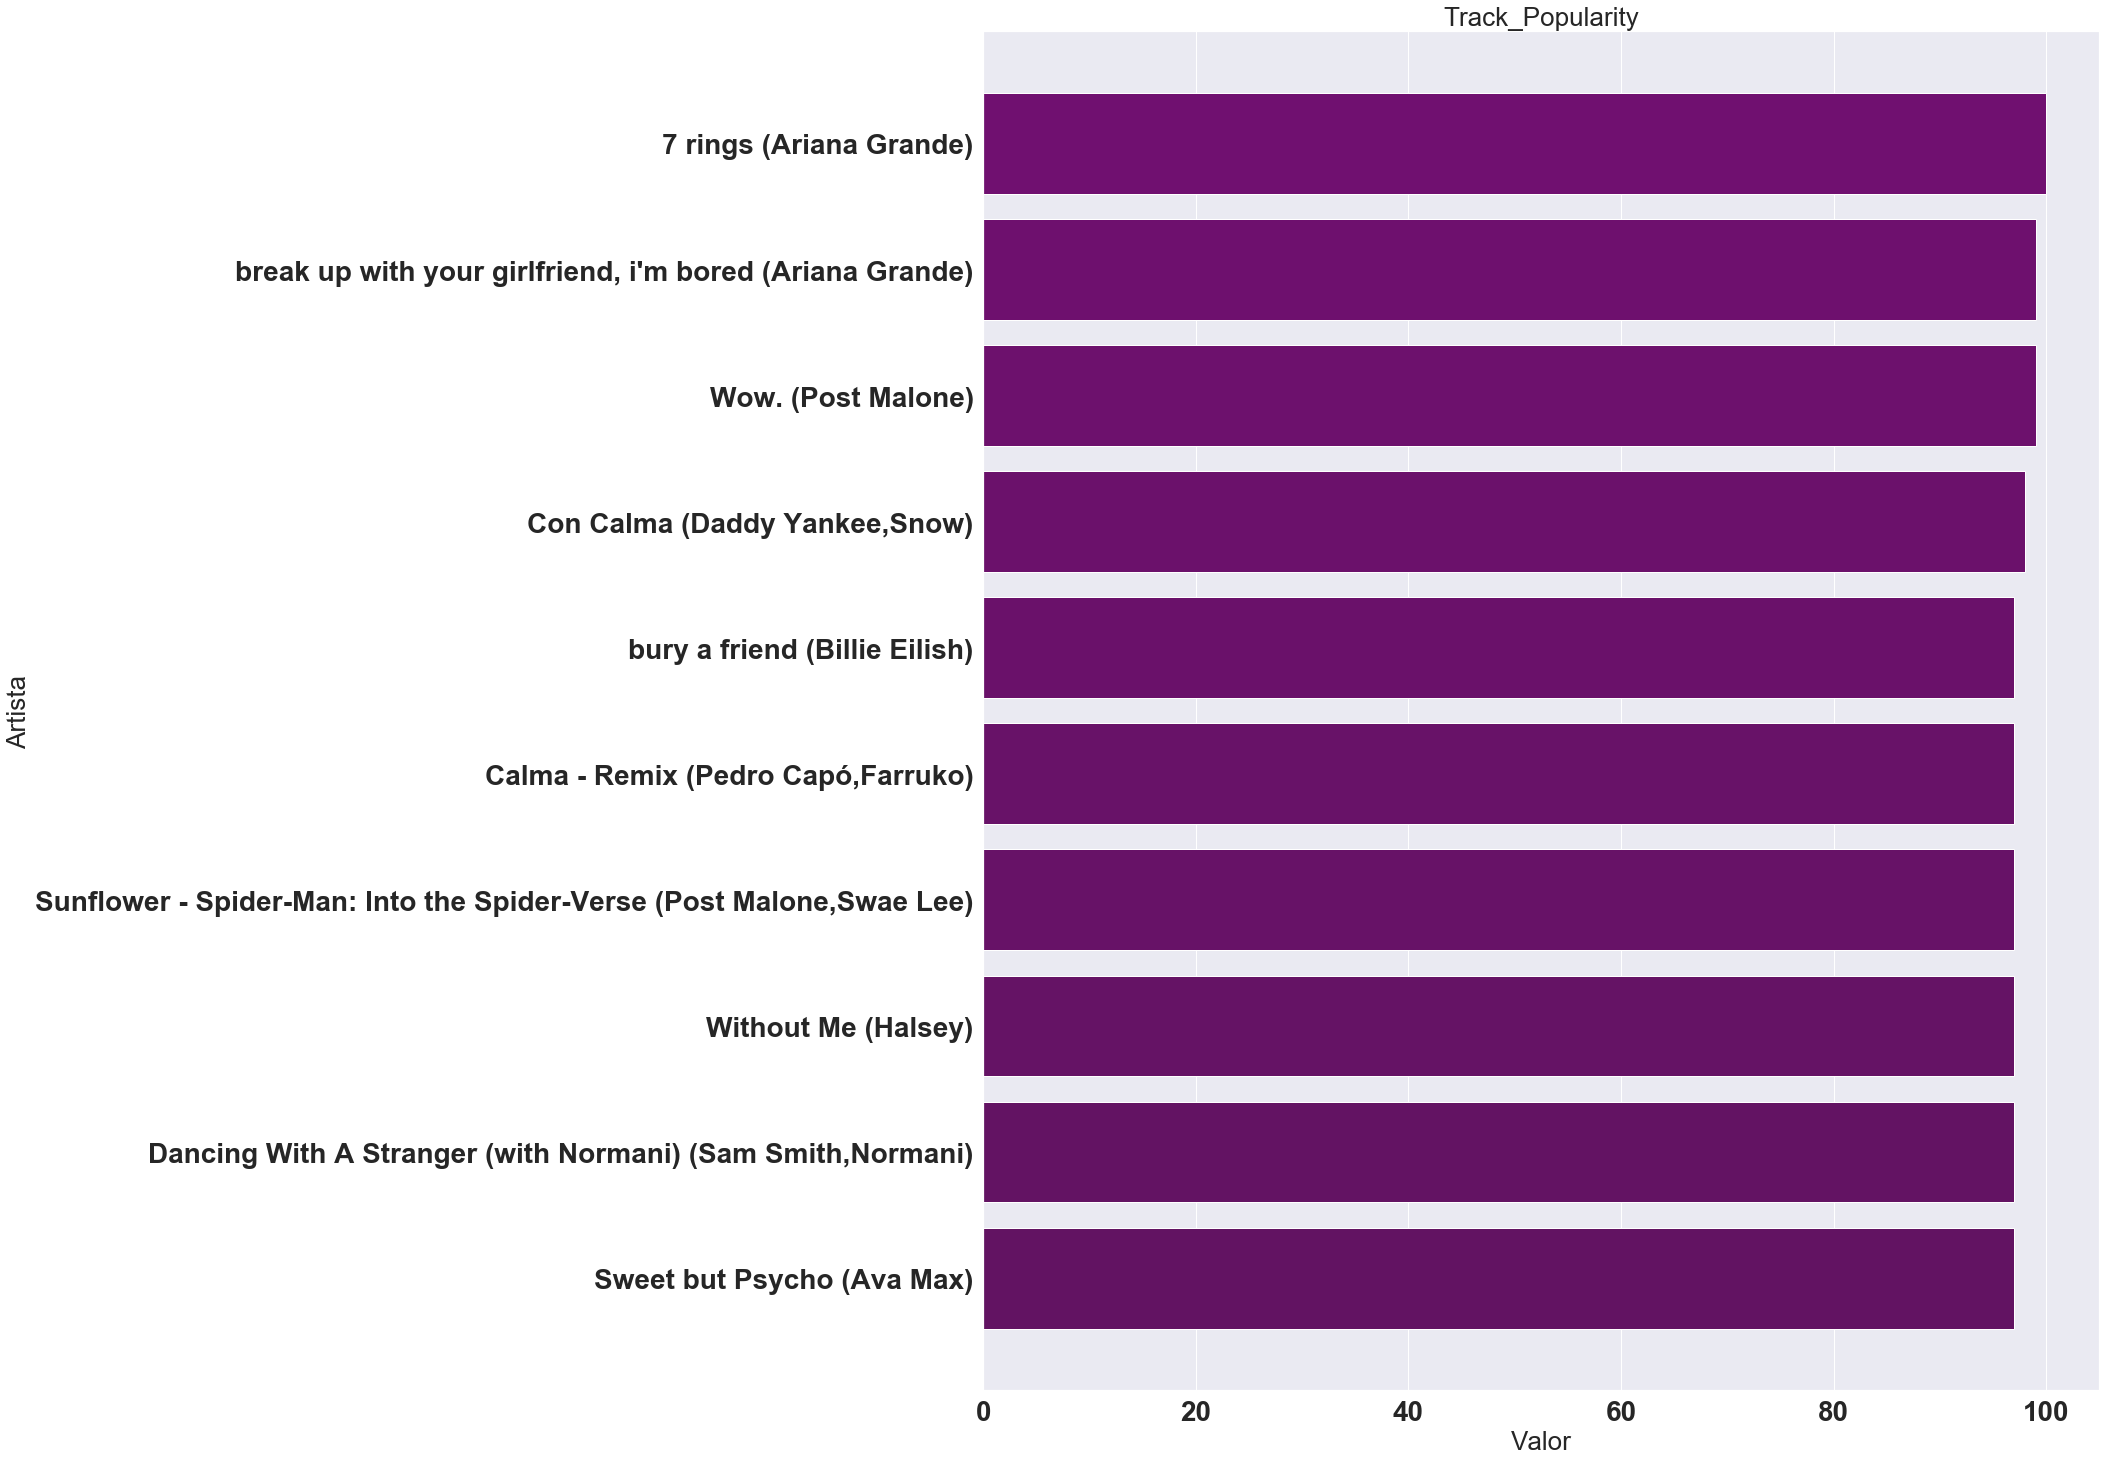 Track_Popularity
7 rings (Ariana Grande)
break up with your girlfriend, i'm bored (Ariana Grande)
Wow. (Post Malone)
Con Calma (Daddy Yankee,Snow)
bury a friend (Billie Eilish)
Artista
Calma - Remix (Pedro Capó,Farruko)
Sunflower - Spider-Man: Into the Spider-Verse (Post Malone,Swae Lee)
Without Me (Halsey)
Dancing With A Stranger (with Normani) (Sam Smith,Normani)
Sweet but Psycho (Ava Max)
0 20 40 60 80 100
Valor